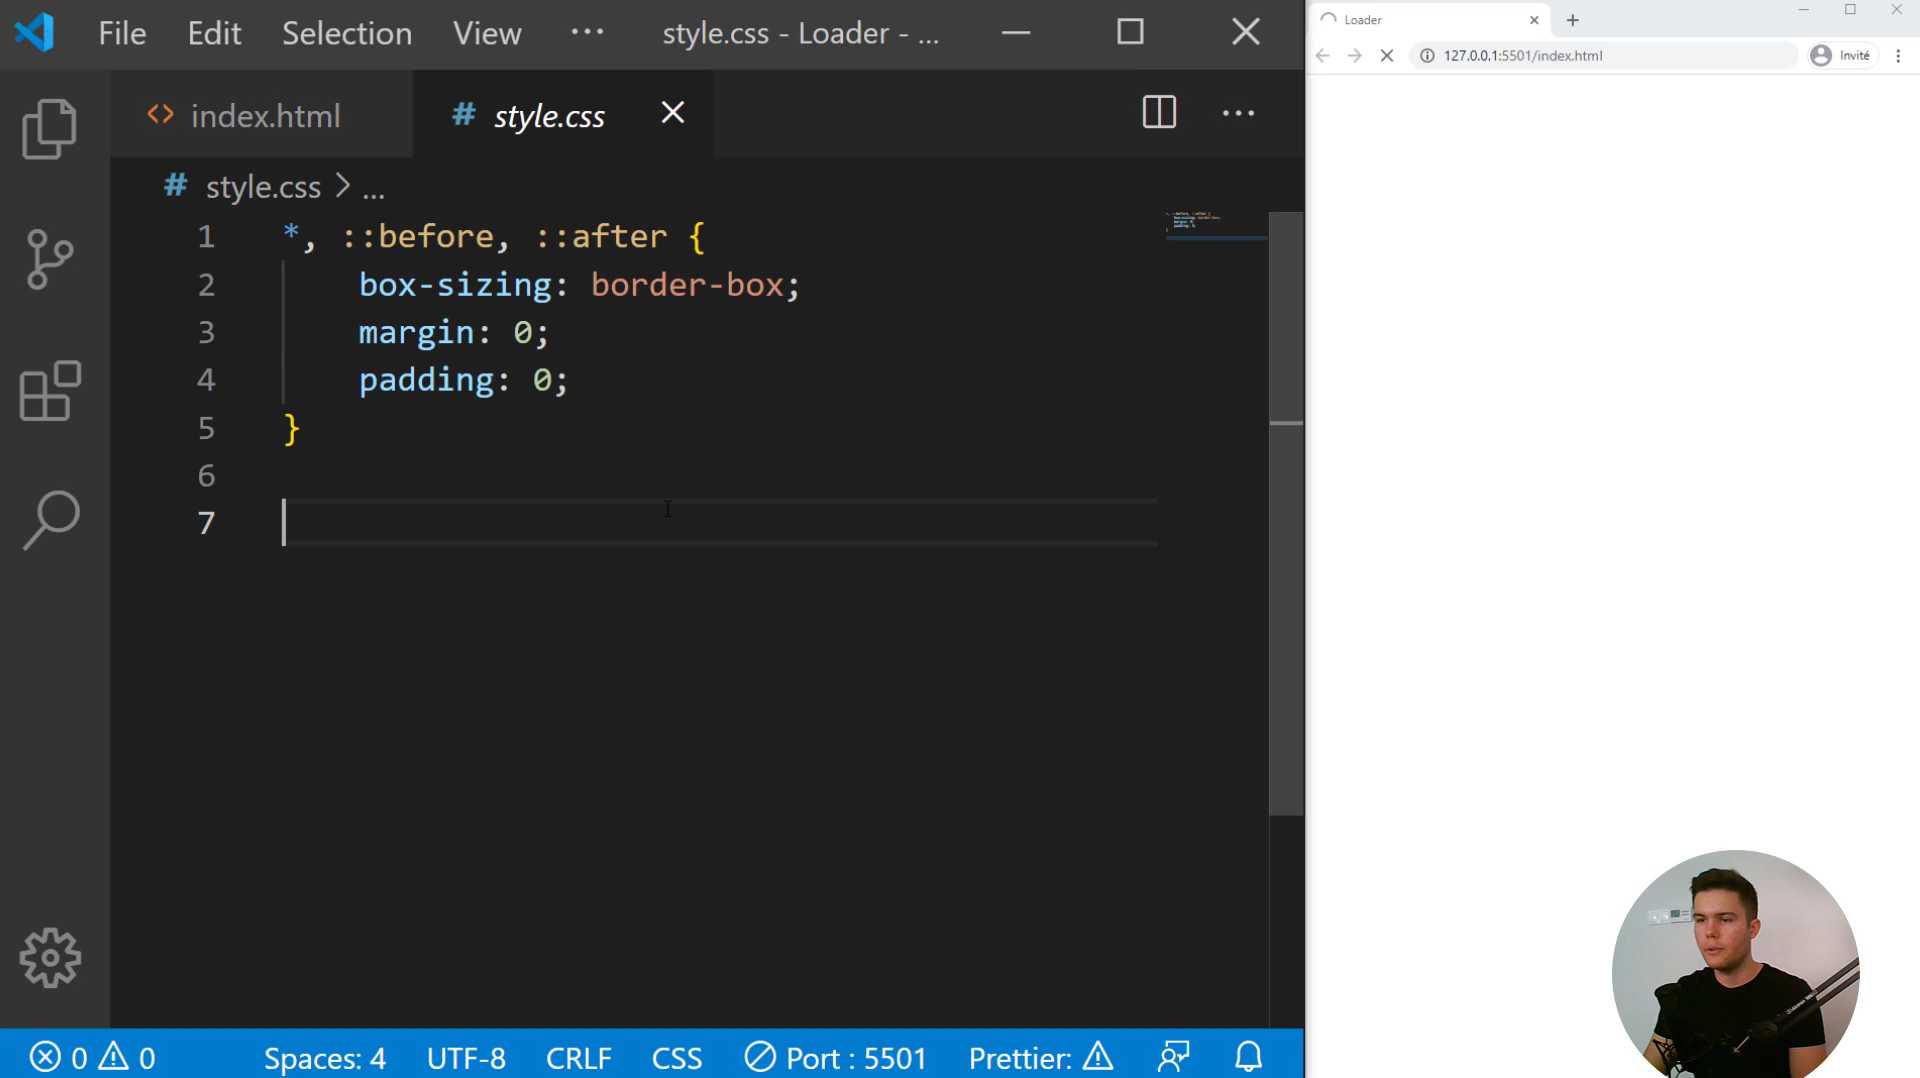 File Edit Selection View ··· style.css - Loader - ...
index.html # style.css
# style.css > ...
1 *, ::before, ::after {
2 box-sizing: border-box;
3 margin: 0;
4 padding: 0;
5 }
6
7
0 0 Spaces: 4 UTF-8 CRLF CSS Port : 5501 Prettier:
Loader
127.0.0.1:5501/index.html Invité